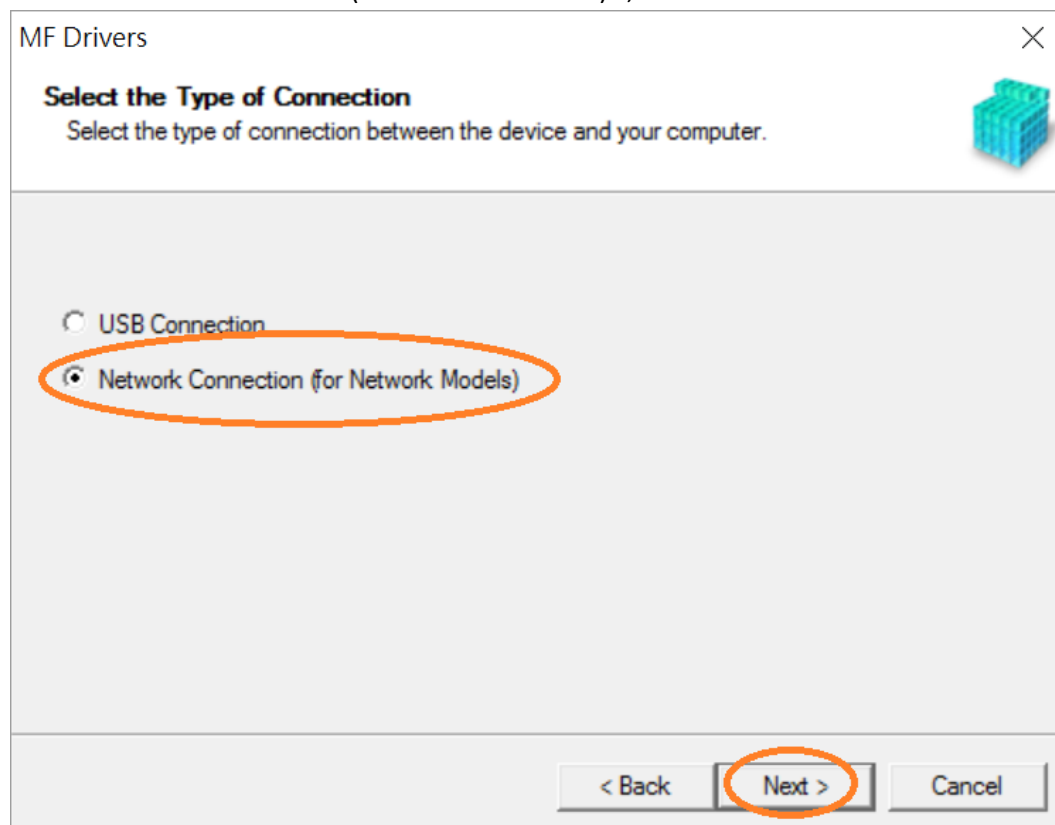 MF Drivers
Select the Type of Connection
Select the type of connection between the device and your computer.
USB Connection
Network Connection (for Network Models)
< Back
Next >
Cancel